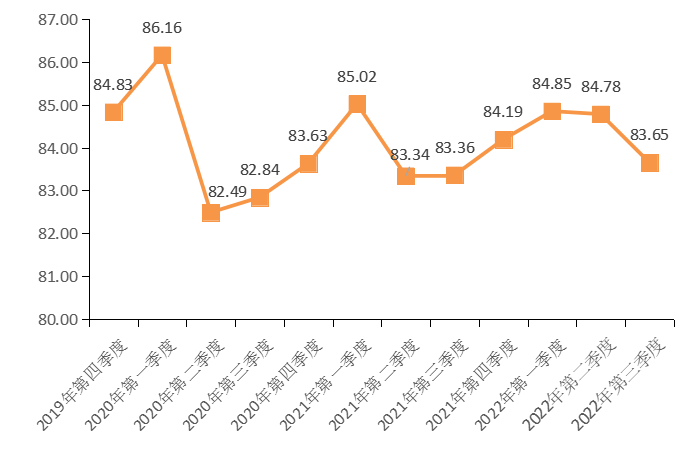 87.00
86.00
85.00
84.00
83.00
82.00
81.00
80.00
84.83
86.16
82.49
82.84
83.63
85.02
83.34
83.36
84.19
84.85
84.78
83.65
2019年第四季度
2020年第一季度
2020年第二季度
2020年第三季度
2020年第四季度
2021年第一季度
2021年第二季度
2021年第三季度
2021年第四季度
2022年第一季度
2022年第二季度
2022年第三季度